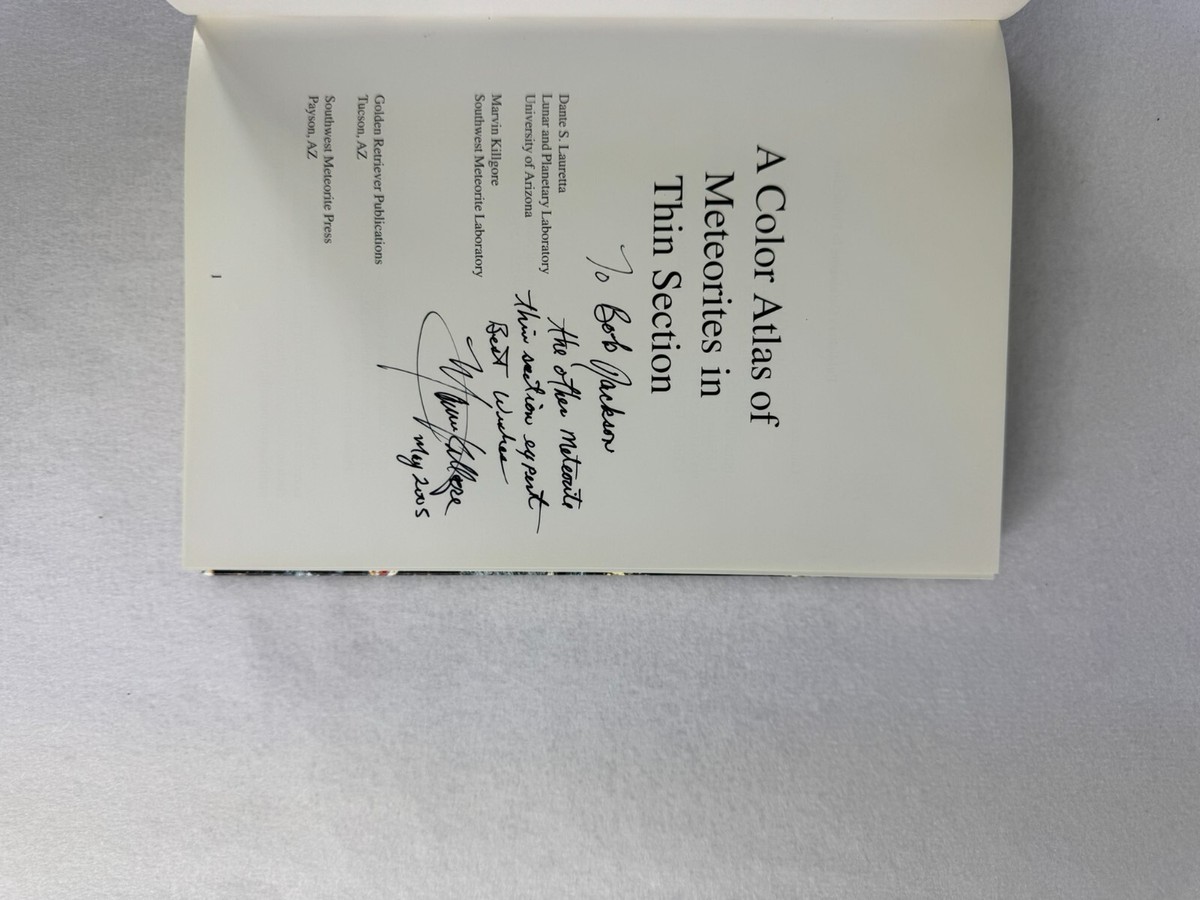 A Color Atlas of
Meteorites in
Thin Section
Dante S. Lauretta
Lunar and Planetary Laboratory
University of Arizona
Marvin Killgore
Southwest Meteorite Laboratory
Golden Retriever Publications
Tucson, AZ
Southwest Meteorite Press
Payson, AZ
To Bob Jackson
the other Meteorite
thin section expert
Best Wishes
Marvin Killgore
May 2005
1